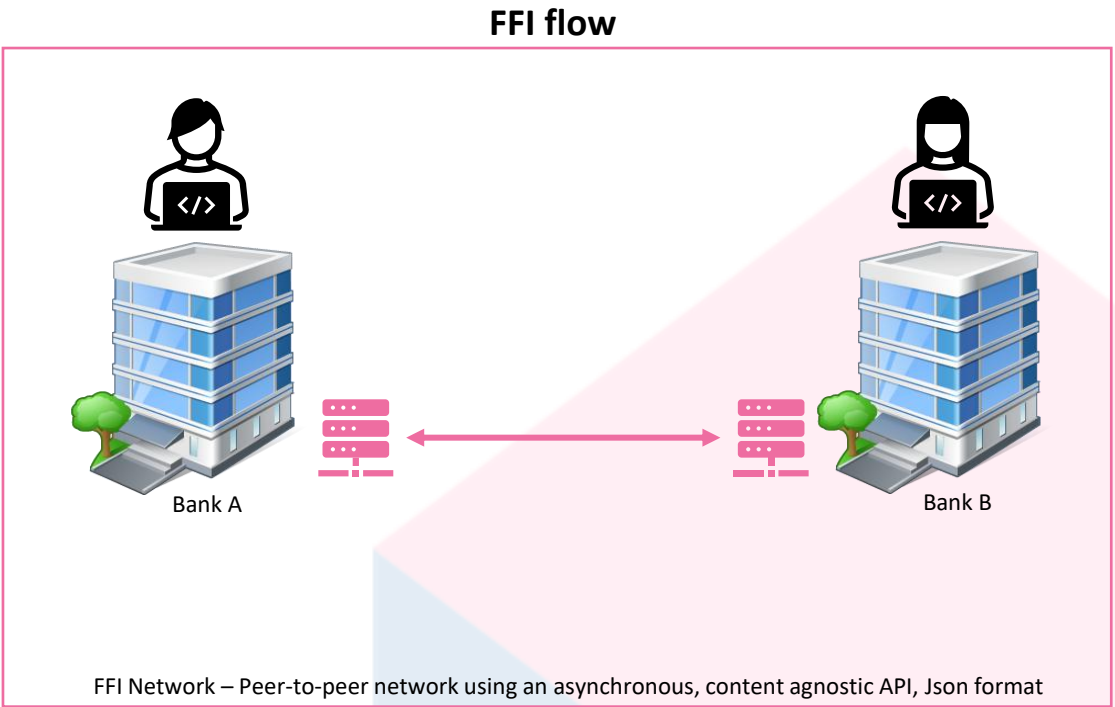 FFI flow
</>
</>
Bank A
Bank B
FFI Network – Peer-to-peer network using an asynchronous, content agnostic API, Json format